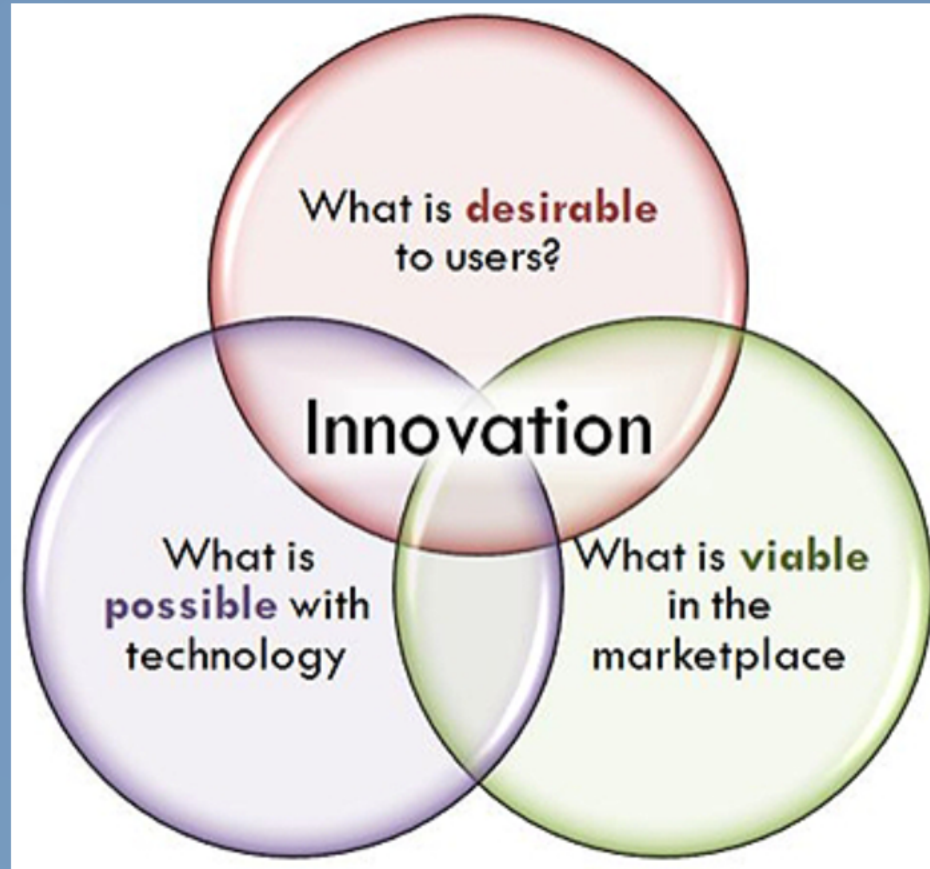 What is desirable
to users?
Innovation
What is
possible with
technology
What is viable
in the
marketplace